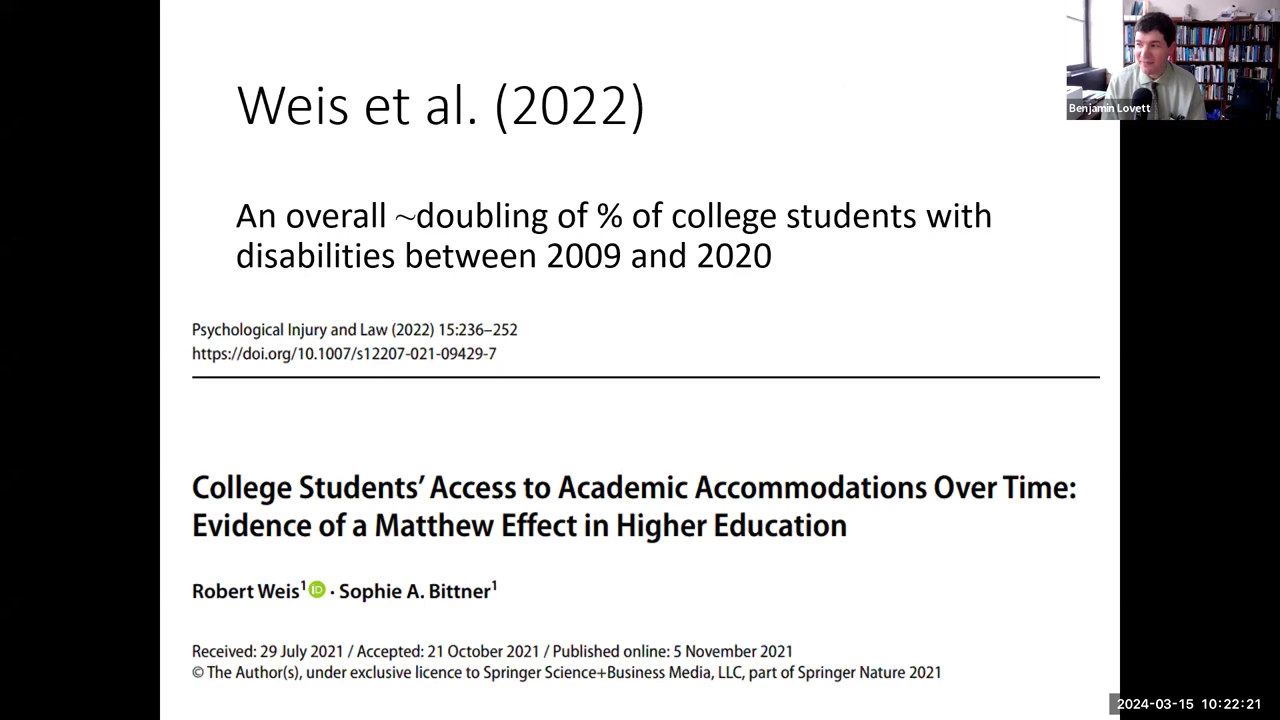 Weis et al. (2022)
An overall ~doubling of % of college students with
disabilities between 2009 and 2020
Psychological Injury and Law (2022) 15:236–252
https://doi.org/10.1007/s12207-021-09429-7
College Students’ Access to Academic Accommodations Over Time:
Evidence of a Matthew Effect in Higher Education
Robert Weis1 iD · Sophie A. Bittner1
Received: 29 July 2021 / Accepted: 21 October 2021 / Published online: 5 November 2021
© The Author(s), under exclusive licence to Springer Science+Business Media, LLC, part of Springer Nature 2021
Benjamin Lovett
2024-03-15 10:22:21